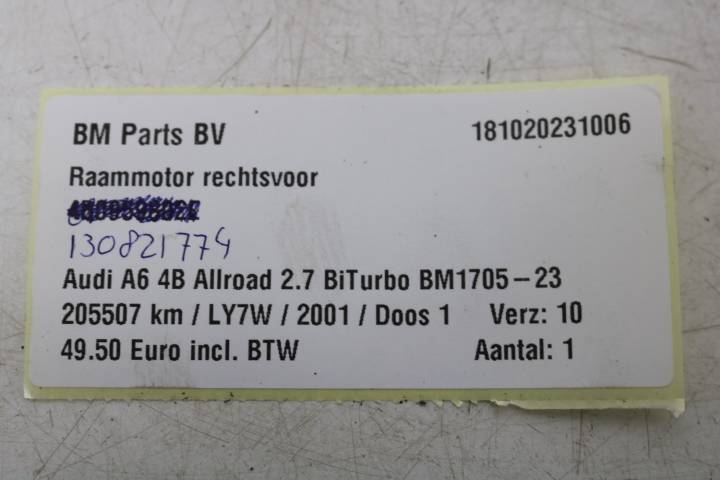 BM Parts BV 181020231006
Raammotor rechtsvoor
130821774
Audi A6 4B Allroad 2.7 BiTurbo BM1705-23
205507 km / LY7W / 2001 / Doos 1 Verz: 10
49.50 Euro incl. BTW Aantal: 1